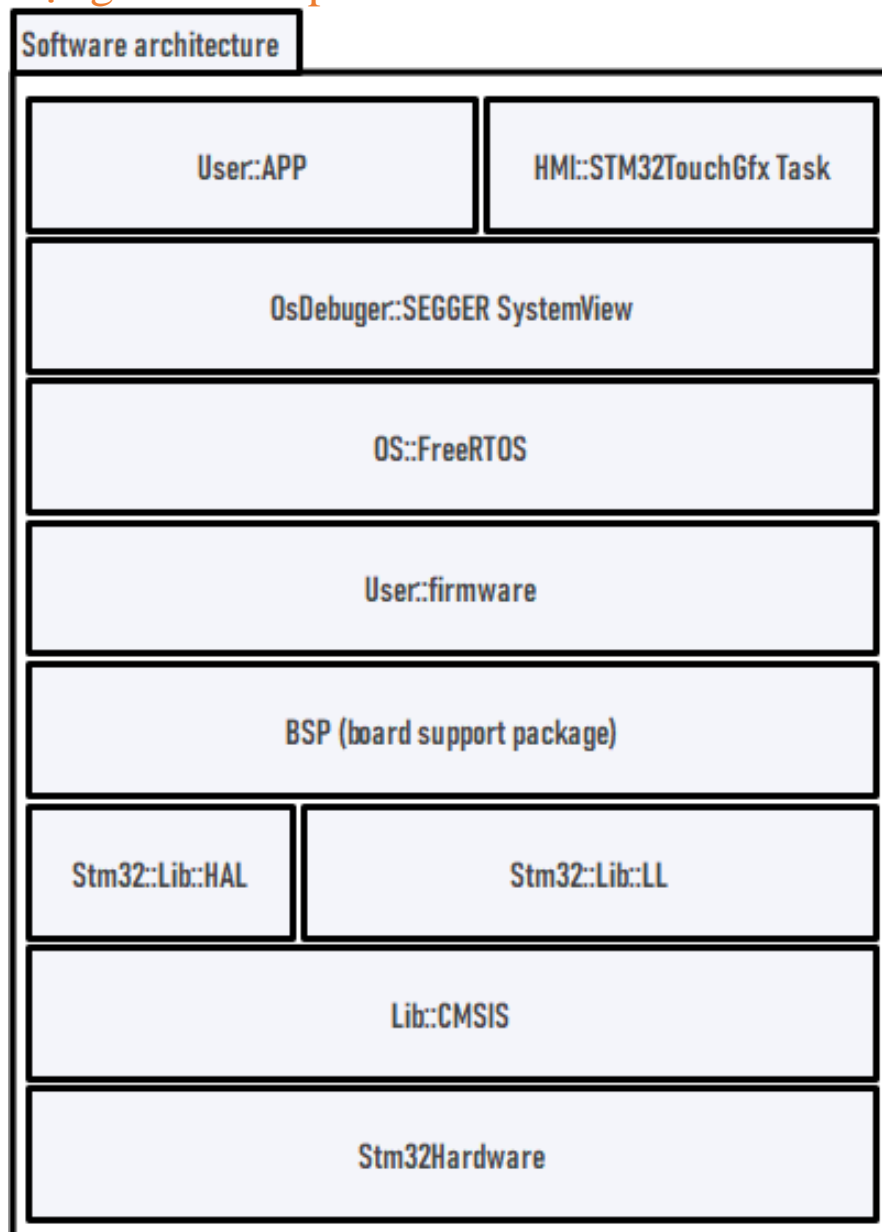 Software architecture
User::APP
HMI::STM32TouchGfx Task
OsDebuger::SEGGER SystemView
OS::FreeRTOS
User::firmware
BSP (board support package)
Stm32::Lib::HAL
Stm32::Lib::LL
Lib::CMSIS
Stm32Hardware